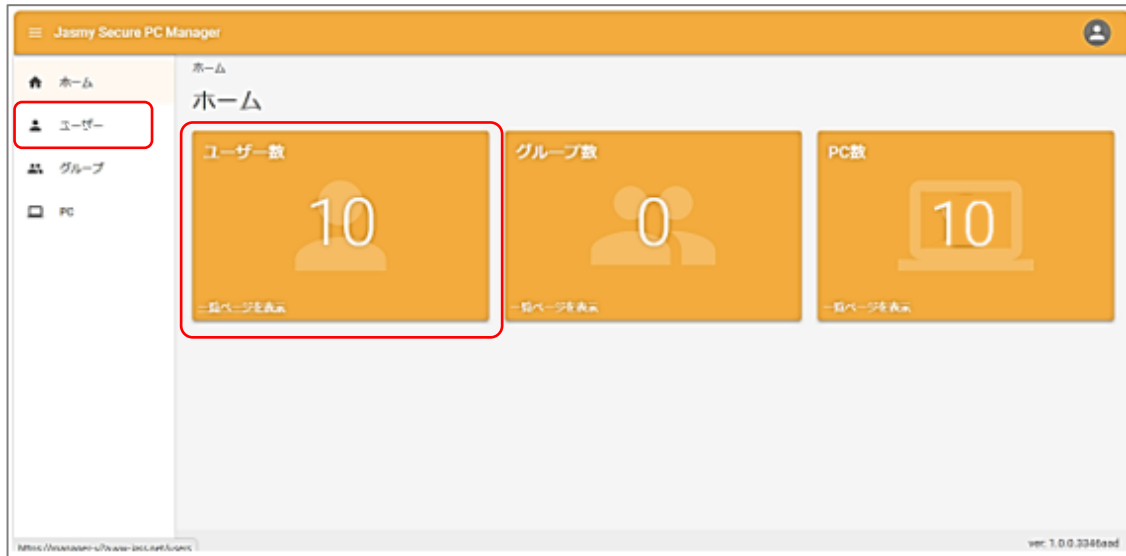 Jasmy Secure PC Manager
ホーム
ユーザー
グループ
PC
ホーム
ホーム
ユーザー数
10
一覧ページを表示
グループ数
0
一覧ページを表示
PC数
10
一覧ページを表示
ver. 1.0.0.3346aad